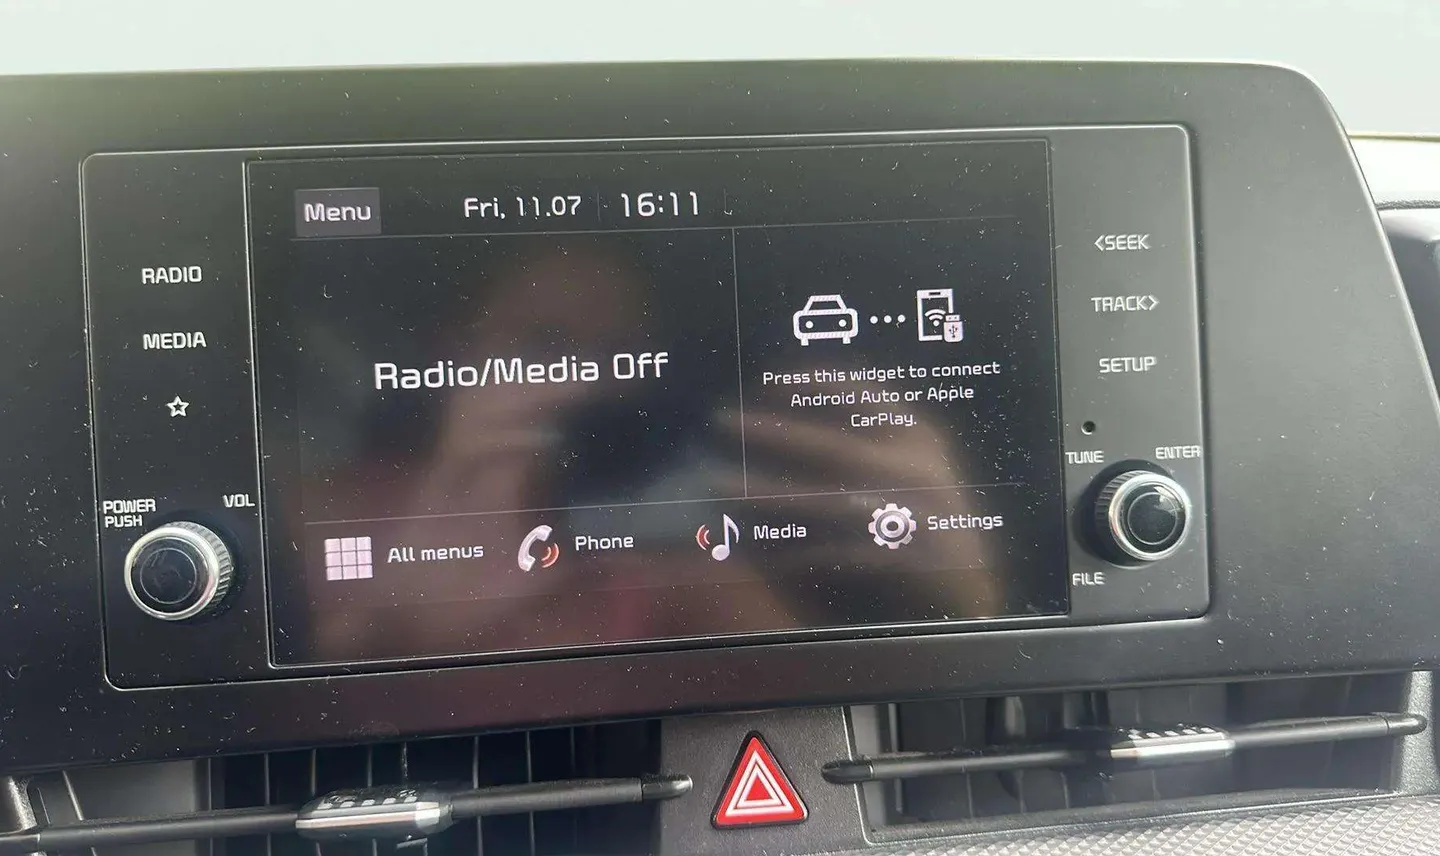 Menu
Fri, 11.07
16:11
RADIO
MEDIA
POWER
PUSH
VOL
Radio/Media Off
Press this widget to connect
Android Auto or Apple
CarPlay.
All menus
Phone
Media
Settings
<SEEK
TRACK>
SETUP
TUNE
ENTER
FILE